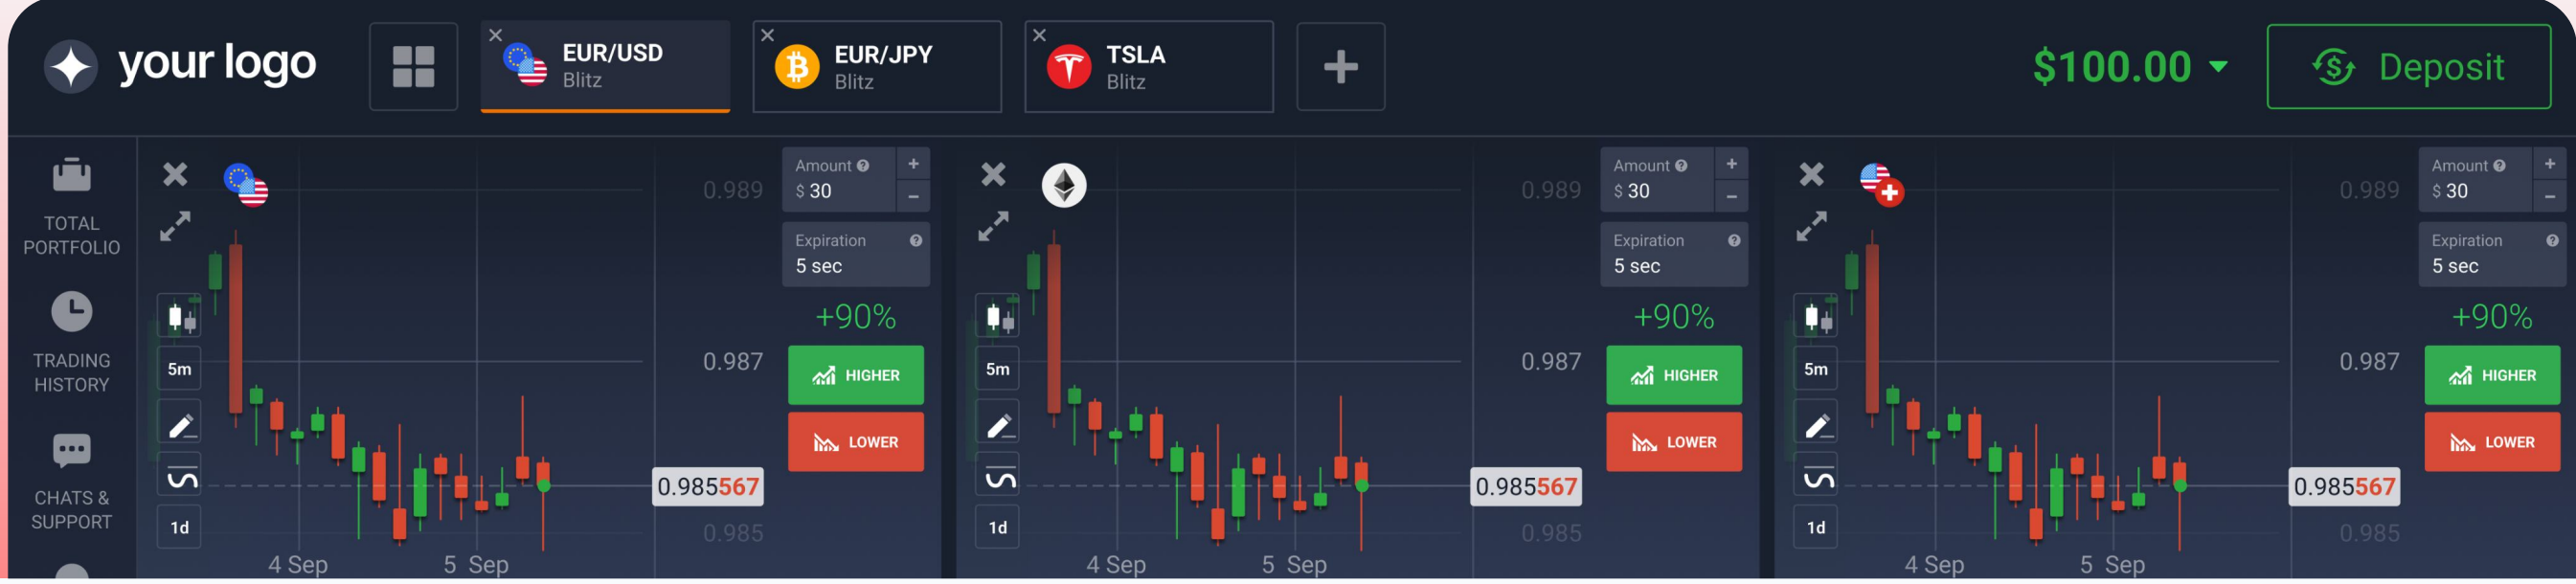 your logo
EUR/USD
Blitz
EUR/JPY
Blitz
TSLA
Blitz
$100.00
Deposit
TOTAL
PORTFOLIO
TRADING
HISTORY
CHATS &
SUPPORT
5m
1d
0.989
0.987
0.985567
0.985
4 Sep
5 Sep
Amount
$ 30
Expiration
5 sec
+90%
HIGHER
LOWER
5m
1d
0.989
0.987
0.985567
0.985
4 Sep
5 Sep
Amount
$ 30
Expiration
5 sec
+90%
HIGHER
LOWER
5m
1d
0.989
0.987
0.985567
0.985
4 Sep
5 Sep
Amount
$ 30
Expiration
5 sec
+90%
HIGHER
LOWER